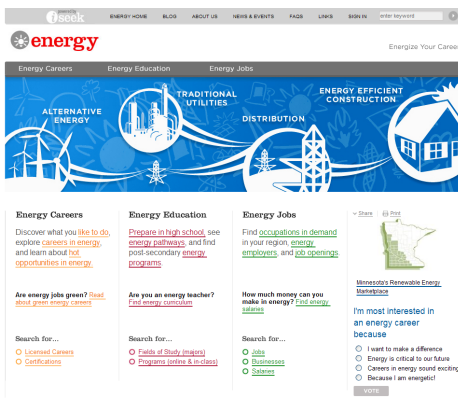 powered by
iseek
ENERGY HOME BLOG ABOUT US NEWS & EVENTS FAQS LINKS SIGN IN enter keyword
energy
Energize Your Career
Energy Careers Energy Education Energy Jobs
ALTERNATIVE
ENERGY
TRADITIONAL
UTILITIES
DISTRIBUTION
ENERGY EFFICIENT
CONSTRUCTION
Energy Careers
Discover what you like to do,
explore careers in energy,
and learn about hot
opportunities in energy.
Are energy jobs green? Read
about green energy careers
Search for...
Licensed Careers
Certifications
Energy Education
Prepare in high school, see
energy pathways, and find
post-secondary energy
programs.
Are you an energy teacher?
Find energy curriculum
Search for...
Fields of Study (majors)
Programs (online & in-class)
Energy Jobs
Find occupations in demand
in your region, energy
employers, and job openings.
How much money can you
make in energy? Find energy
salaries
Search for...
Jobs
Businesses
Salaries
Share Print
Minnesota's Renewable Energy
Marketplace
I'm most interested in
an energy career
because
I want to make a difference
Energy is critical to our future
Careers in energy sound exciting
Because I am energetic!
VOTE